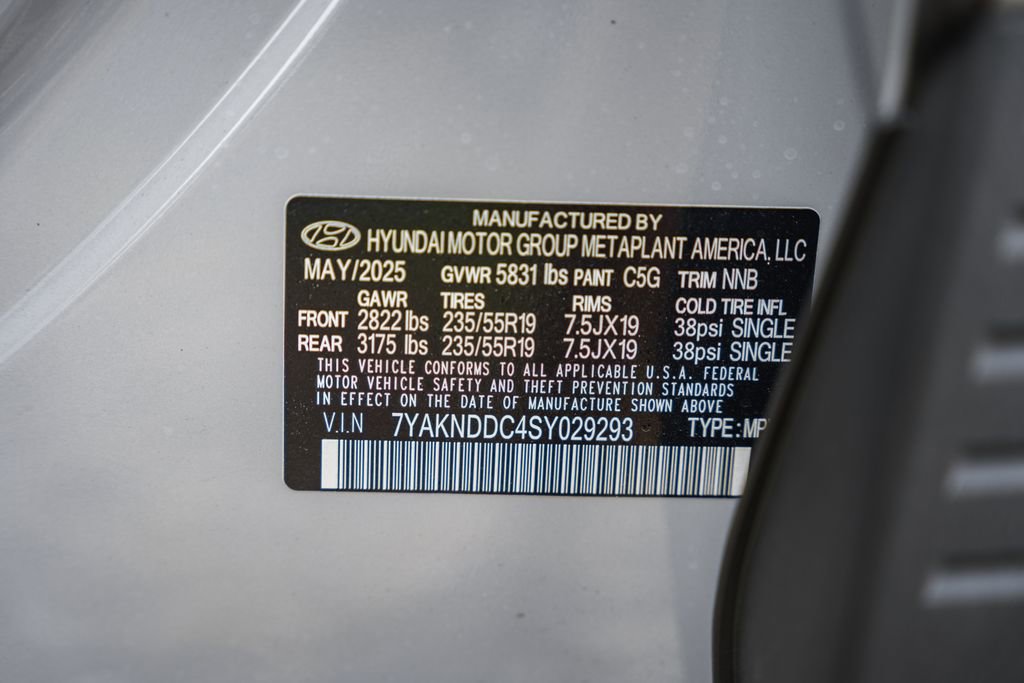 MANUFACTURED BY
HYUNDAI MOTOR GROUP METAPLANT AMERICA, LLC
MAY/2025 GVWR 5831 lbs PAINT C5G TRIM NNB
GAWR TIRES RIMS COLD TIRE INFL
FRONT 2822 lbs 235/55R19 7.5JX19 38psi SINGLE
REAR 3175 lbs 235/55R19 7.5JX19 38psi SINGLE
THIS VEHICLE CONFORMS TO ALL APPLICABLE U.S.A. FEDERAL
MOTOR VEHICLE SAFETY AND THEFT PREVENTION STANDARDS
IN EFFECT ON THE DATE OF MANUFACTURE SHOWN ABOVE
V.I.N 7YAKNDDC4SY029293 TYPE: